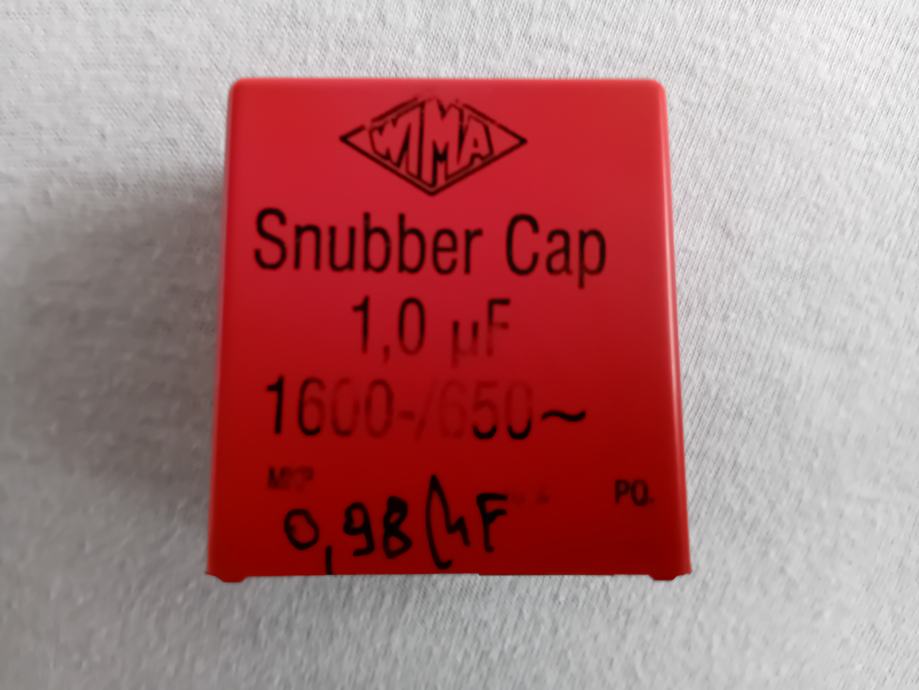 WIMA
Snubber Cap
1,0 µF
1600-/650~
PQ.
0,98 µF